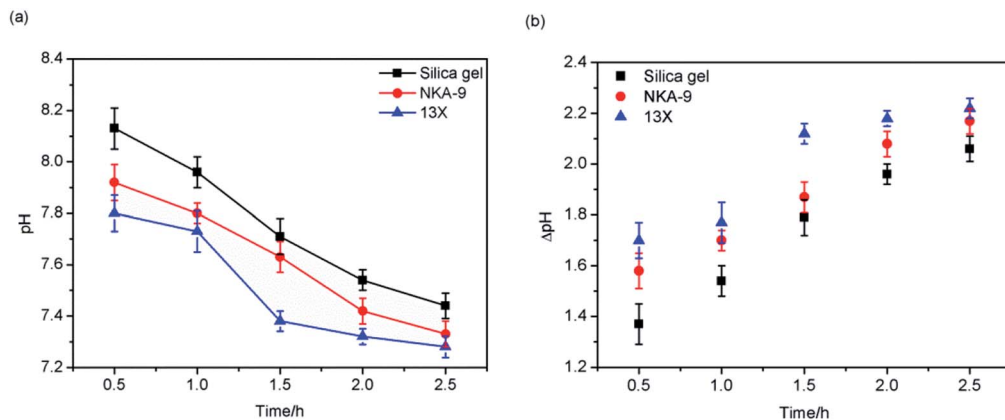 (a)
8.4
8.2
8.0
7.8
7.6
7.4
7.2
pH
Silica gel
NKA-9
13X
0.5 1.0 1.5 2.0 2.5
Time/h
(b)
2.4
2.2
2.0
1.8
1.6
1.4
1.2
ΔpH
Silica gel
NKA-9
13X
0.5 1.0 1.5 2.0 2.5
Time/h